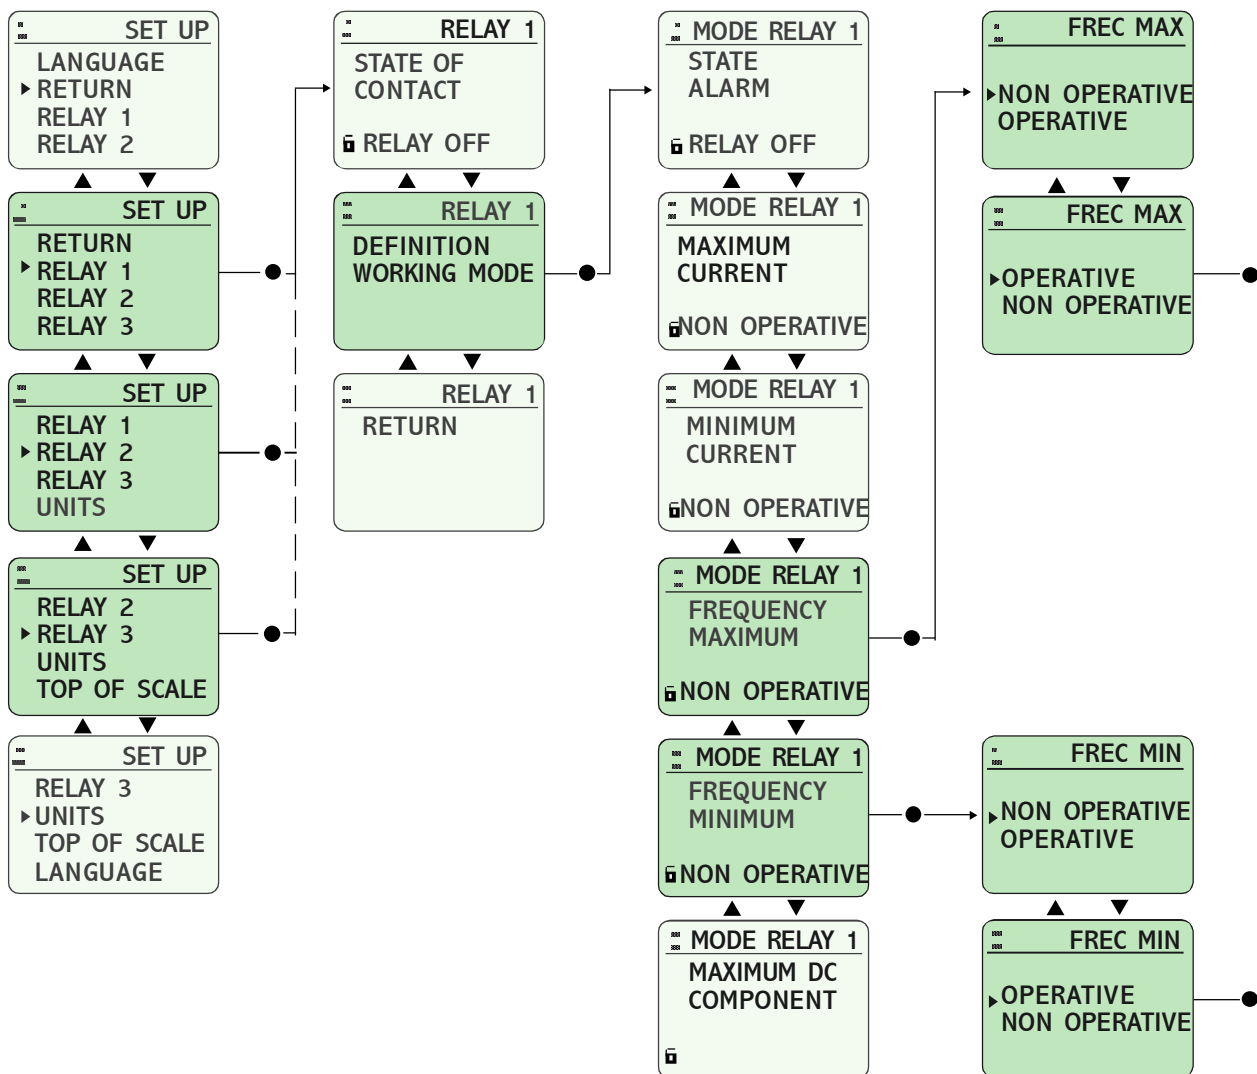 SET UP
LANGUAGE
RETURN
RELAY 1
RELAY 2
SET UP
RETURN
RELAY 1
RELAY 2
RELAY 3
SET UP
RELAY 1
RELAY 2
RELAY 3
UNITS
SET UP
RELAY 2
RELAY 3
UNITS
TOP OF SCALE
SET UP
RELAY 3
UNITS
TOP OF SCALE
LANGUAGE
RELAY 1
STATE OF
CONTACT
RELAY OFF
RELAY 1
DEFINITION
WORKING MODE
RELAY 1
RETURN
MODE RELAY 1
STATE
ALARM
RELAY OFF
MODE RELAY 1
MAXIMUM
CURRENT
NON OPERATIVE
MODE RELAY 1
MINIMUM
CURRENT
NON OPERATIVE
MODE RELAY 1
FREQUENCY
MAXIMUM
NON OPERATIVE
MODE RELAY 1
FREQUENCY
MINIMUM
NON OPERATIVE
MODE RELAY 1
MAXIMUM DC
COMPONENT
FREC MAX
NON OPERATIVE
OPERATIVE
FREC MAX
OPERATIVE
NON OPERATIVE
FREC MIN
NON OPERATIVE
OPERATIVE
FREC MIN
OPERATIVE
NON OPERATIVE